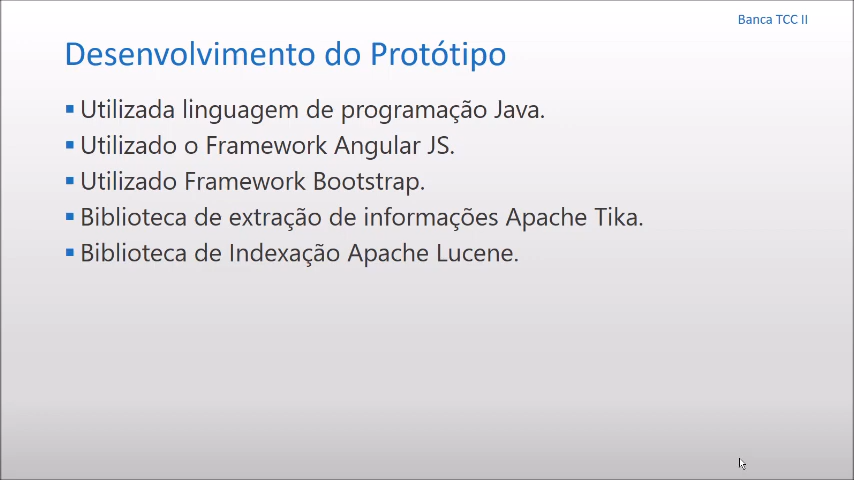 Banca TCC II
Desenvolvimento do Protótipo
Utilizada linguagem de programação Java.
Utilizado o Framework Angular JS.
Utilizado Framework Bootstrap.
Biblioteca de extração de informações Apache Tika.
Biblioteca de Indexação Apache Lucene.